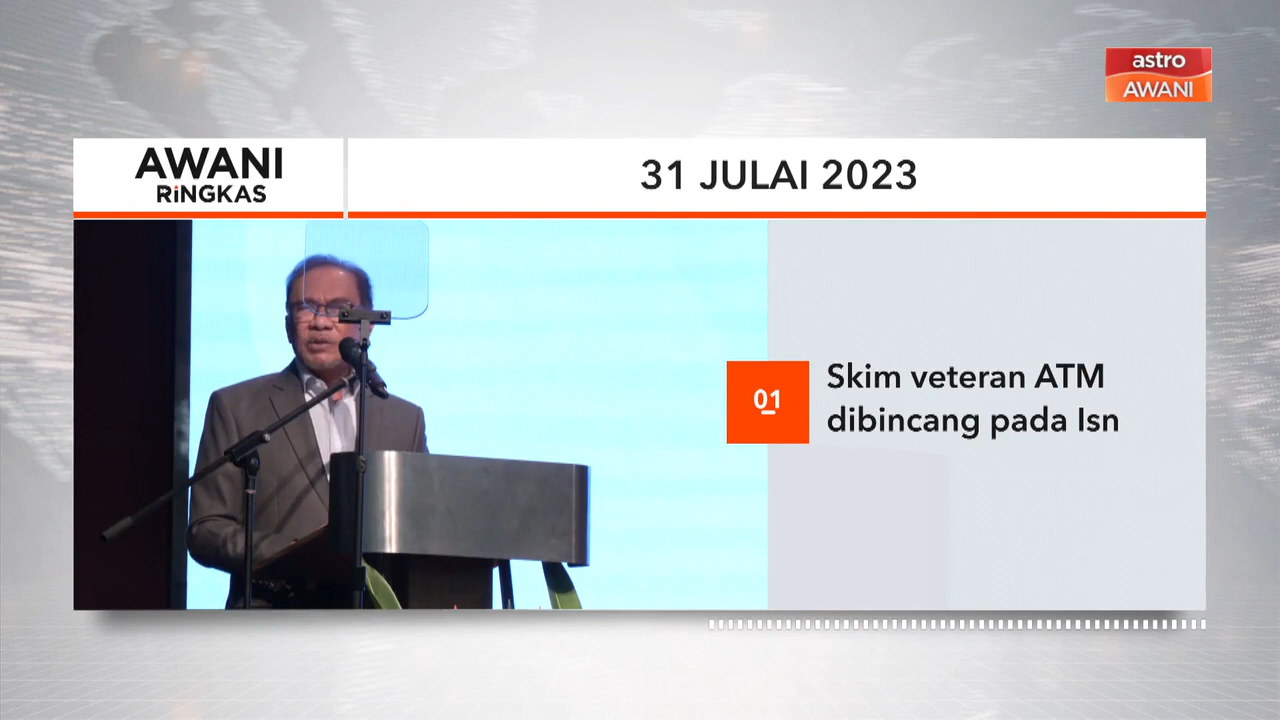 astro
AWANI
AWANI
RiNGKAS
31 JULAI 2023
01
Skim veteran ATM
dibincang pada Isn